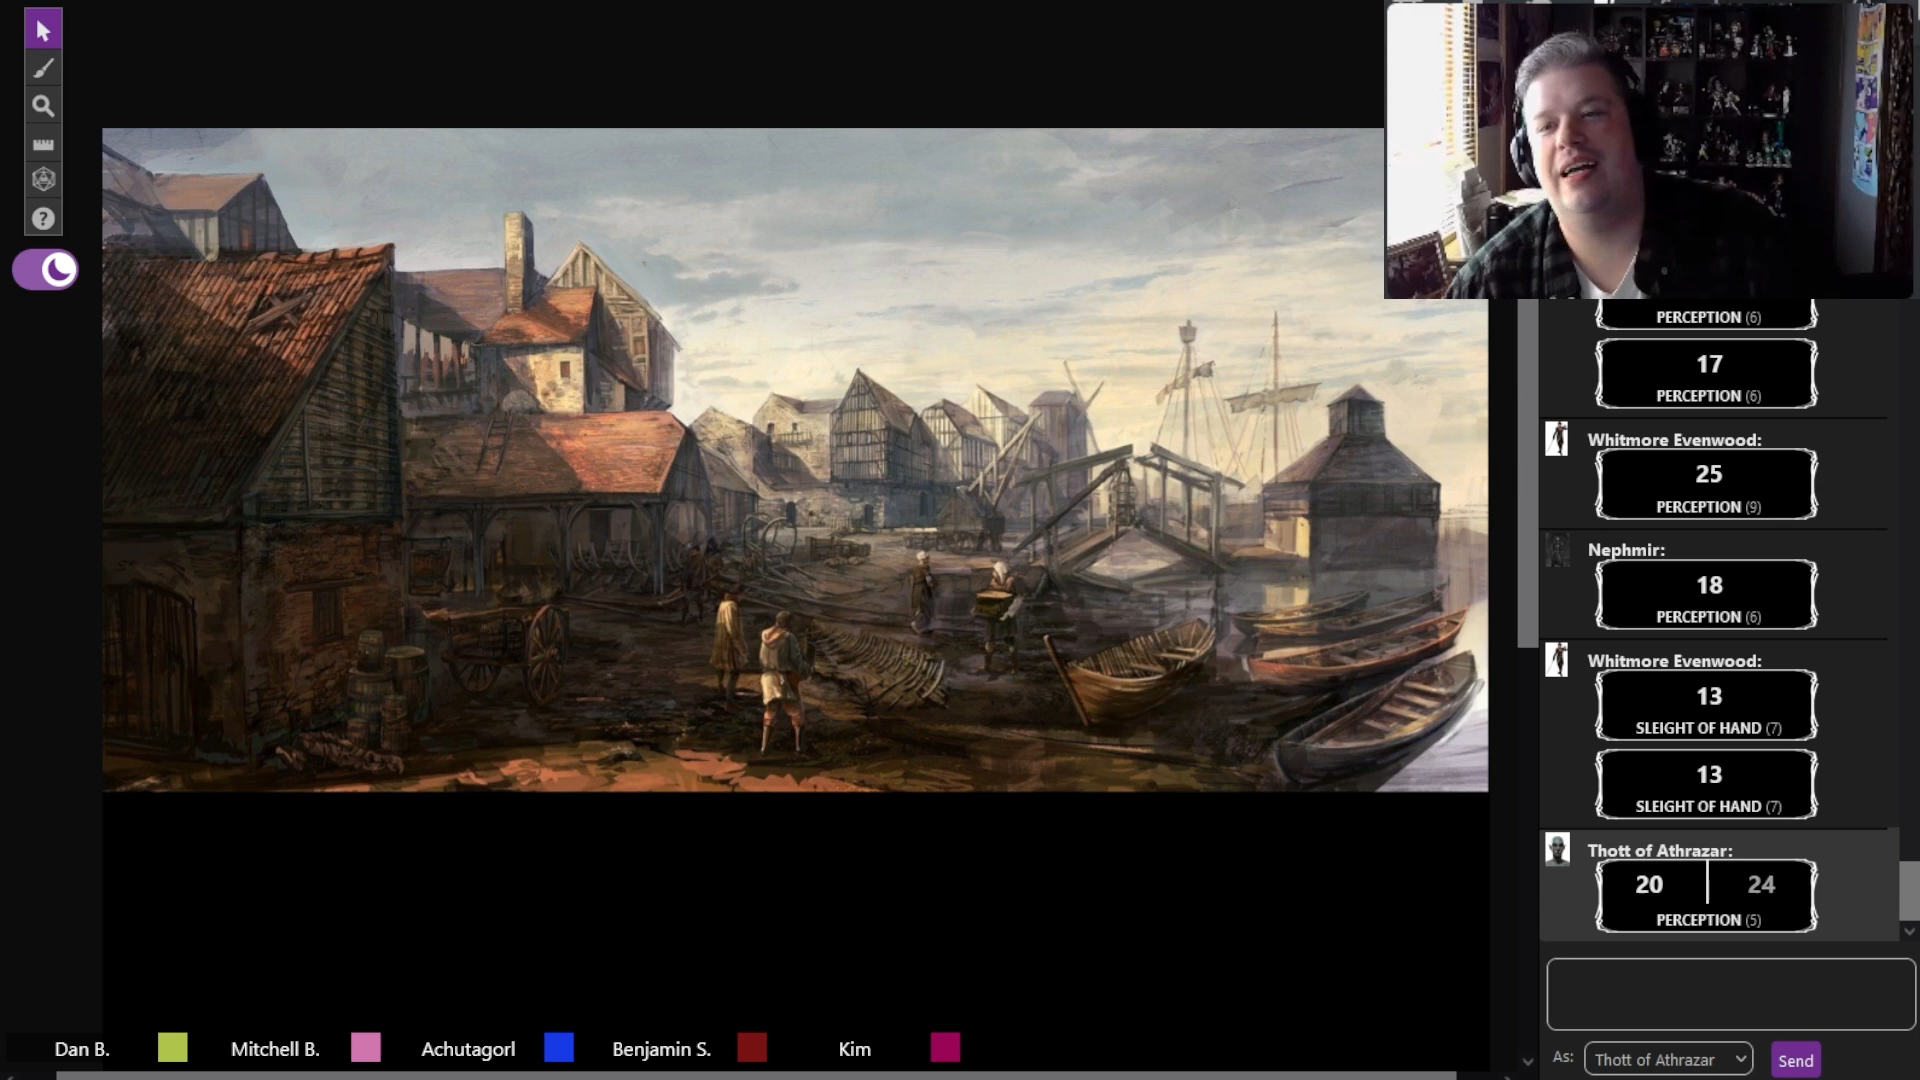 PERCEPTION (6)
17
PERCEPTION (6)
Whitmore Evenwood:
25
PERCEPTION (9)
Nephmir:
18
PERCEPTION (6)
Whitmore Evenwood:
13
SLEIGHT OF HAND (7)
13
SLEIGHT OF HAND (7)
Thott of Athrazar:
20 24
PERCEPTION (5)
As: Thott of Athrazar Send
Dan B. Mitchell B. Achutagorl Benjamin S. Kim
?